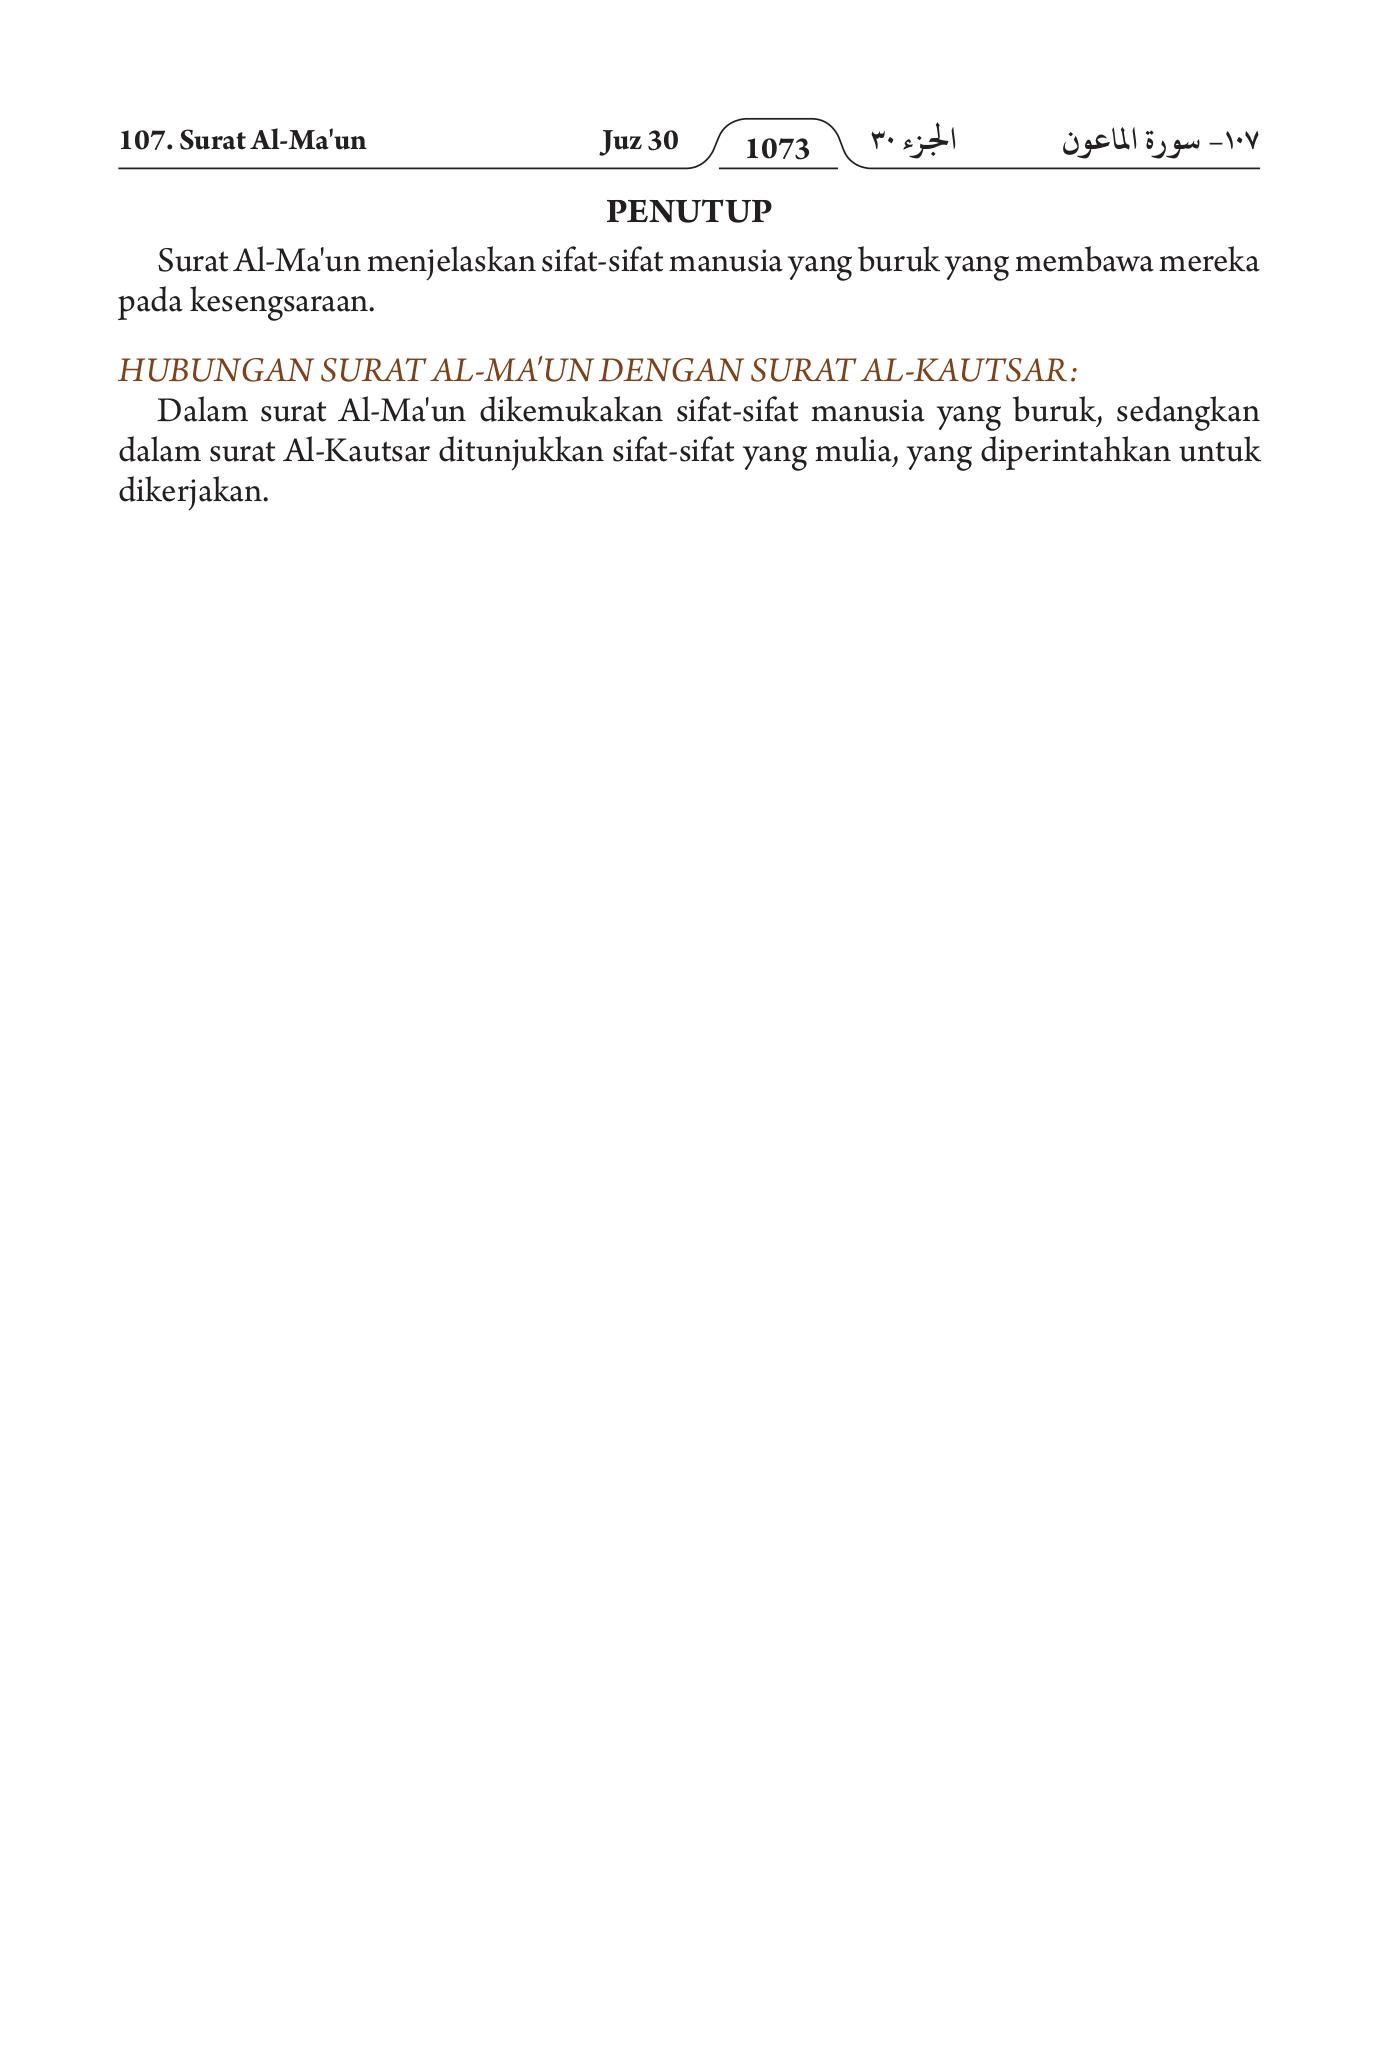 107. Surat Al-Ma'un Juz 30 1073 الجزء ٣٠ ١٠٧- سورة الماعون
PENUTUP
Surat Al-Ma'un menjelaskan sifat-sifat manusia yang buruk yang membawa mereka
pada kesengsaraan.
HUBUNGAN SURAT AL-MA'UN DENGAN SURAT AL-KAUTSAR:
Dalam surat Al-Ma'un dikemukakan sifat-sifat manusia yang buruk, sedangkan
dalam surat Al-Kautsar ditunjukkan sifat-sifat yang mulia, yang diperintahkan untuk
dikerjakan.